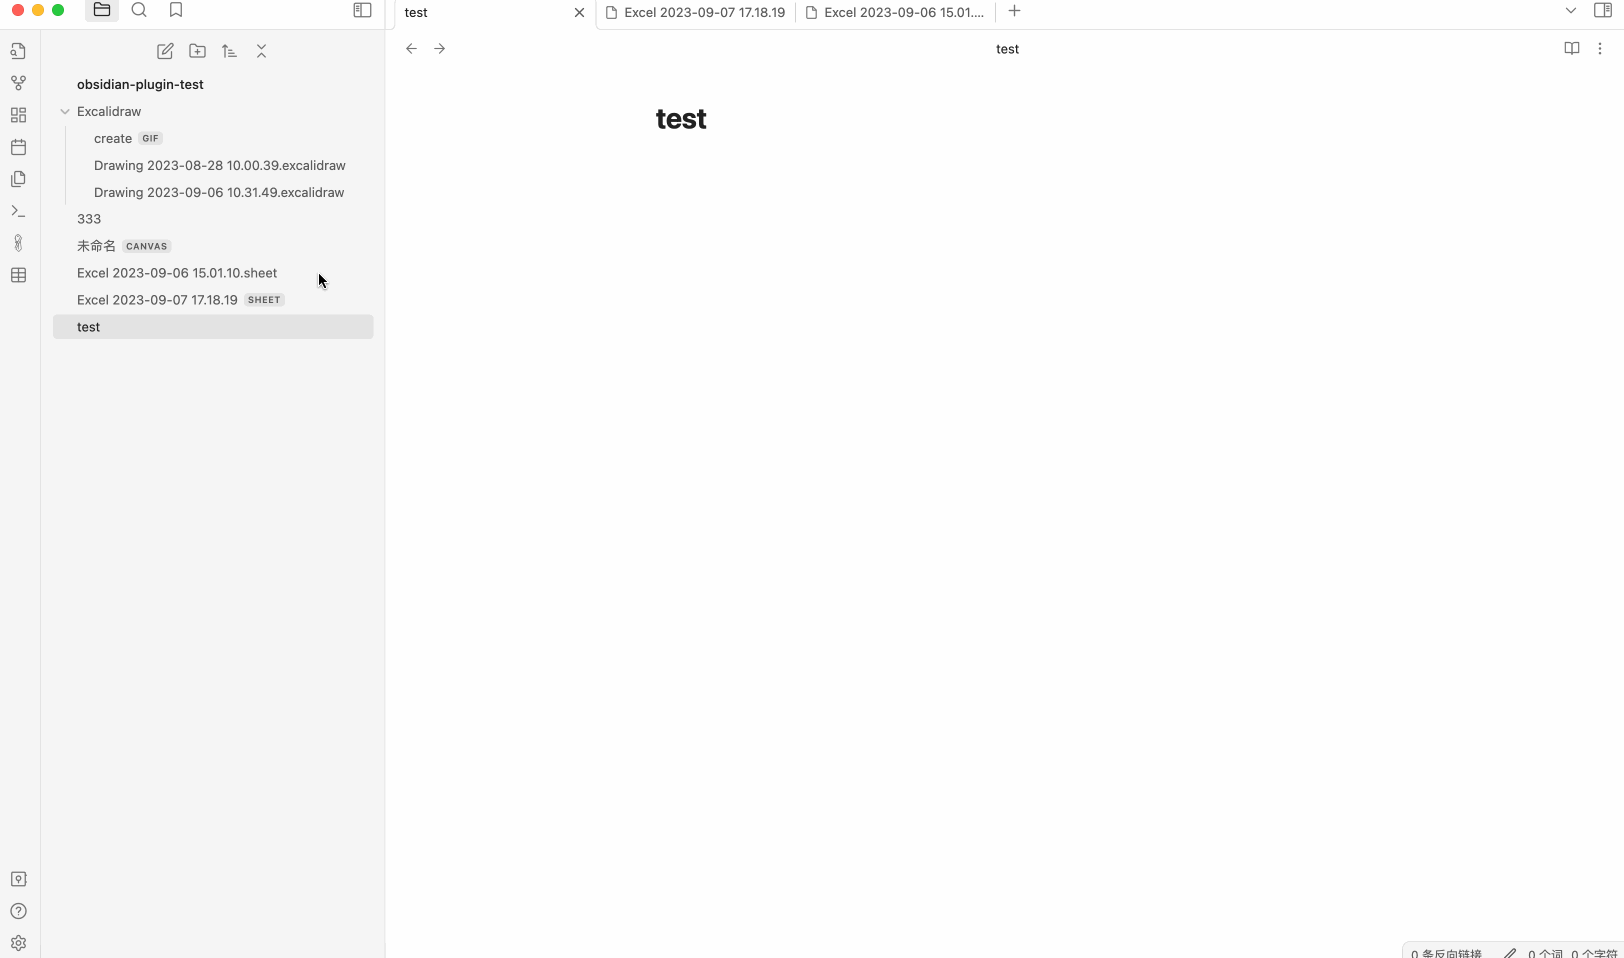 test
Excel 2023-09-07 17.18.19
Excel 2023-09-06 15.01....
test
obsidian-plugin-test
Excalidraw
create GIF
Drawing 2023-08-28 10.00.39.excalidraw
Drawing 2023-09-06 10.31.49.excalidraw
333
未命名 CANVAS
Excel 2023-09-06 15.01.10.sheet
Excel 2023-09-07 17.18.19 SHEET
test
test
0 条反向链接 0 个词 0 个字符